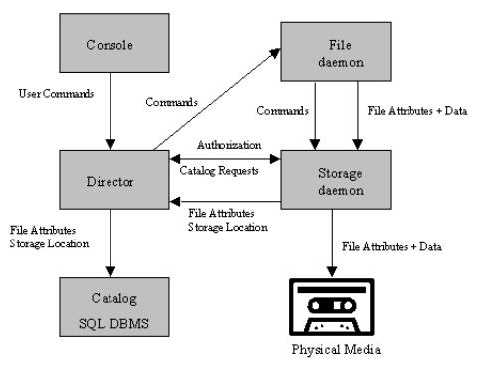 Console
File
daemon
User Commands
Commands
Commands
File Attributes + Data
Authorization
Catalog Requests
Director
Storage
daemon
File Attributes
Storage Location
File Attributes
Storage Location
File Attributes + Data
Catalog
SQL DBMS
Physical Media